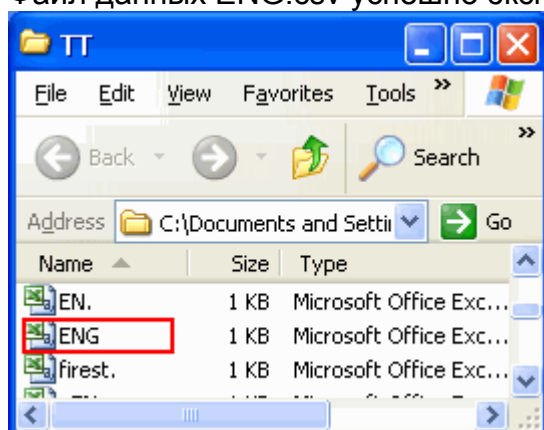 Файл данных ENG.csv успешно экс
TT
File Edit View Favorites Tools »
Back Search »
Address C:\Documents and Settin Go
Name Size Type
EN. 1 KB Microsoft Office Exc...
ENG 1 KB Microsoft Office Exc...
firest. 1 KB Microsoft Office Exc...